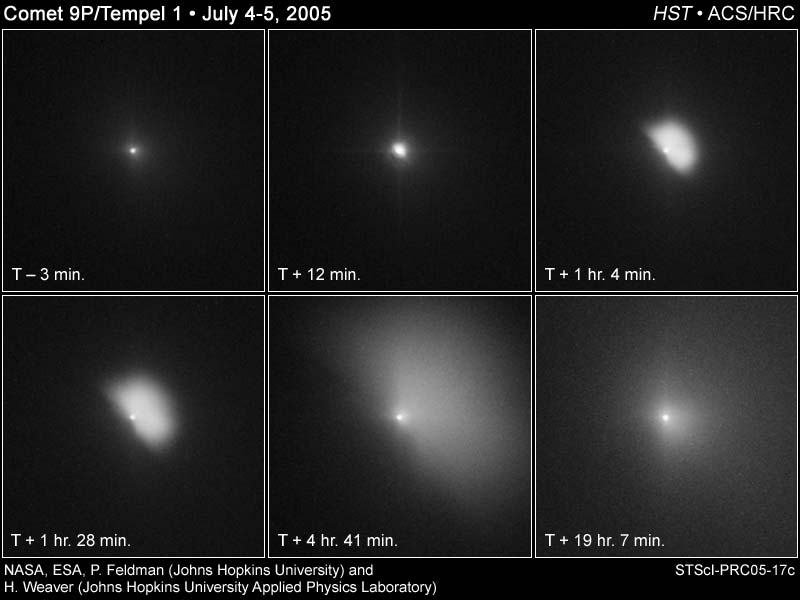 Comet 9P/Tempel 1 • July 4-5, 2005
HST • ACS/HRC
T – 3 min.
T + 12 min.
T + 1 hr. 4 min.
T + 1 hr. 28 min.
T + 4 hr. 41 min.
T + 19 hr. 7 min.
NASA, ESA, P. Feldman (Johns Hopkins University) and
H. Weaver (Johns Hopkins University Applied Physics Laboratory)
STScI-PRC05-17c